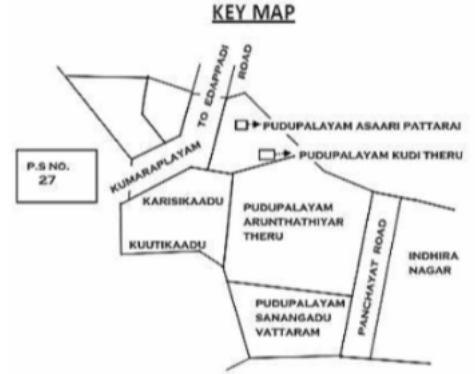 KEY MAP
TO EDAPPADI
ROAD
PUDUPALAYAM ASAARI PATTARAI
PUDUPALAYAM KUDI THERU
P.S NO.
27
KUMARAPLAYAM
KARISIKAADU
PUDUPALAYAM
ARUNTHATHIYAR
THERU
KUUTIKAADU
PANCHAYAT ROAD
INDHIRA
NAGAR
PUDUPALAYAM
SANANGADU
VATTARAM